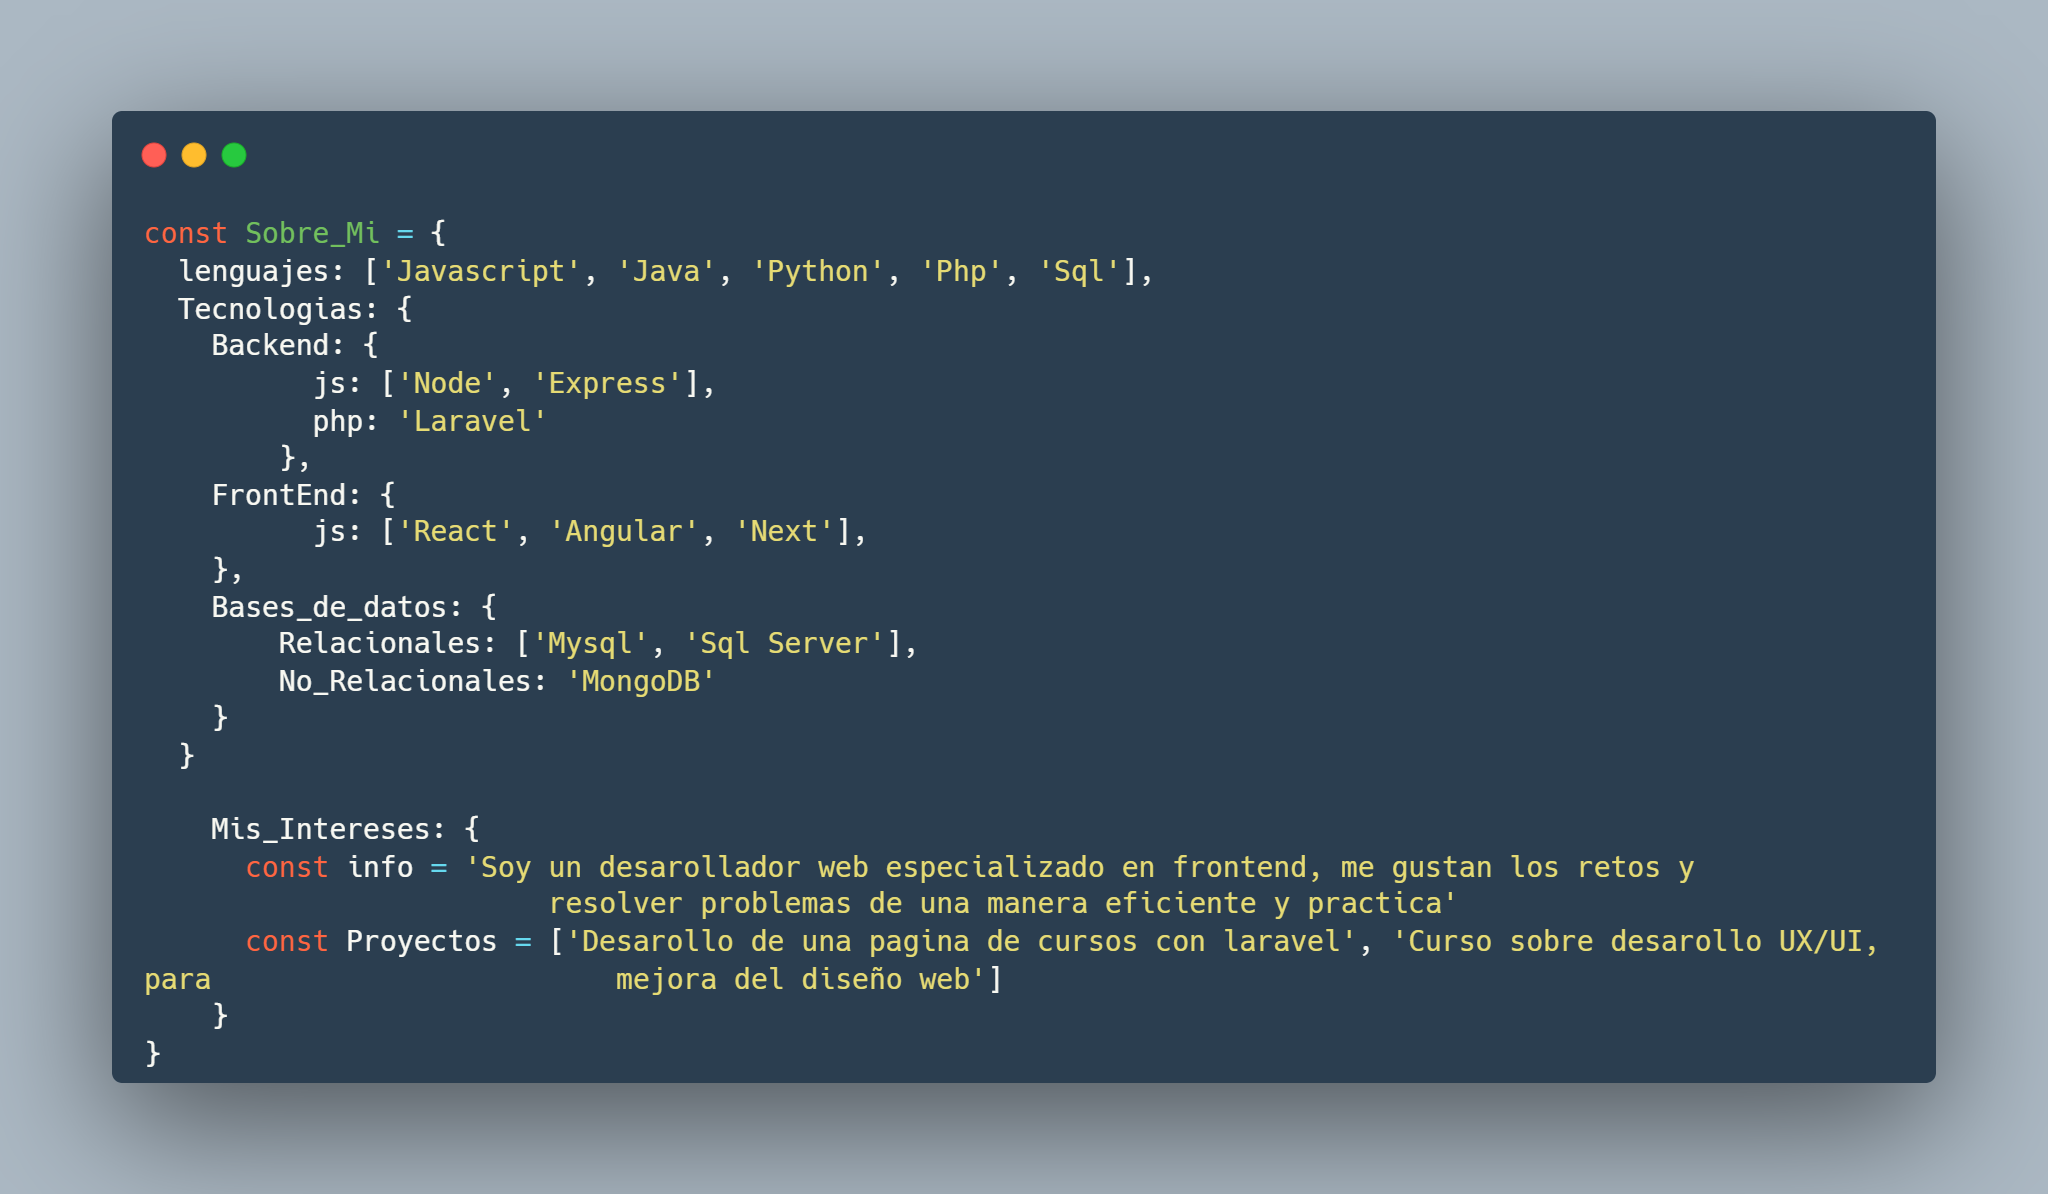 const Sobre_Mi = {
  lenguajes: ['Javascript', 'Java', 'Python', 'Php', 'Sql'],
  Tecnologias: {
    Backend: {
          js: ['Node', 'Express'],
          php: 'Laravel'
        },
    FrontEnd: {
          js: ['React', 'Angular', 'Next'],
    },
    Bases_de_datos: {
        Relacionales: ['Mysql', 'Sql Server'],
        No_Relacionales: 'MongoDB'
    }
  }

    Mis_Intereses: {
      const info = 'Soy un desarollador web especializado en frontend, me gustan los retos y
                        resolver problemas de una manera eficiente y practica'
      const Proyectos = ['Desarollo de una pagina de cursos con laravel', 'Curso sobre desarollo UX/UI,
para                        mejora del diseño web']
    }
}